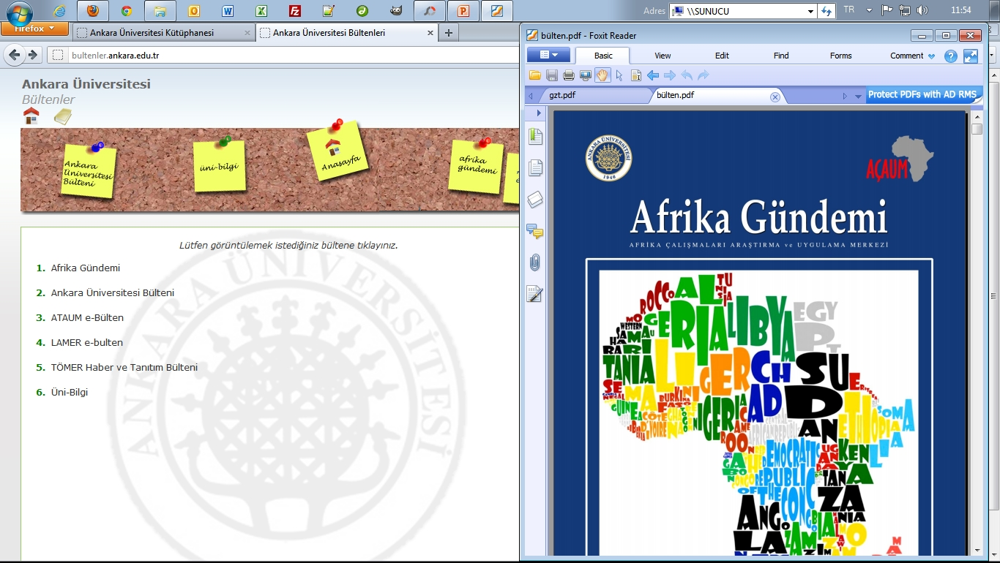 Adres
\\SUNUCU
TR
11:54
Firefox
Ankara Üniversitesi Kütüphanesi
Ankara Üniversitesi Bültenleri
bultenler.ankara.edu.tr
Ankara Üniversitesi
Bültenler
Ankara
Üniversitesi
Bülteni
üni-bilgi
Anasayfa
afrika
gündemi
Lütfen görüntülemek istediğiniz bültene tıklayınız.
1. Afrika Gündemi
2. Ankara Üniversitesi Bülteni
3. ATAUM e-Bülten
4. LAMER e-bulten
5. TÖMER Haber ve Tanıtım Bülteni
6. Üni-Bilgi
ANKARA ÜNİVERSİTESİ
bülten.pdf - Foxit Reader
Basic View Edit Find Forms Comment
gzt.pdf
bülten.pdf
Protect PDFs with AD RMS
ANKARA ÜNİVERSİTESİ
1946
AÇAUM
Afrika Gündemi
AFRİKA ÇALIŞMALARI ARAŞTIRMA ve UYGULAMA MERKEZİ
MOROCCO
ALGERIA
TUNISIA
LIBYA
EGYPT
WESTERN SAHARA
MAURITANIA
MALI
NIGER
CHAD
SUDAN
ERITREA
SENEGAL
GUINEA
BURKINA FASO
CÔTE D'VOIRE
GHANA
TOGO
NIGERIA
CAMEROON
CENTRAL AFRICAN REPUBLIC
ETHIOPIA
SOMALIA
GABON
CONGO
DEMOCRATIC REPUBLIC OF THE CONGO
UGANDA
KENYA
TANZANIA
ANGOLA
ZAMBIA
MALAWI